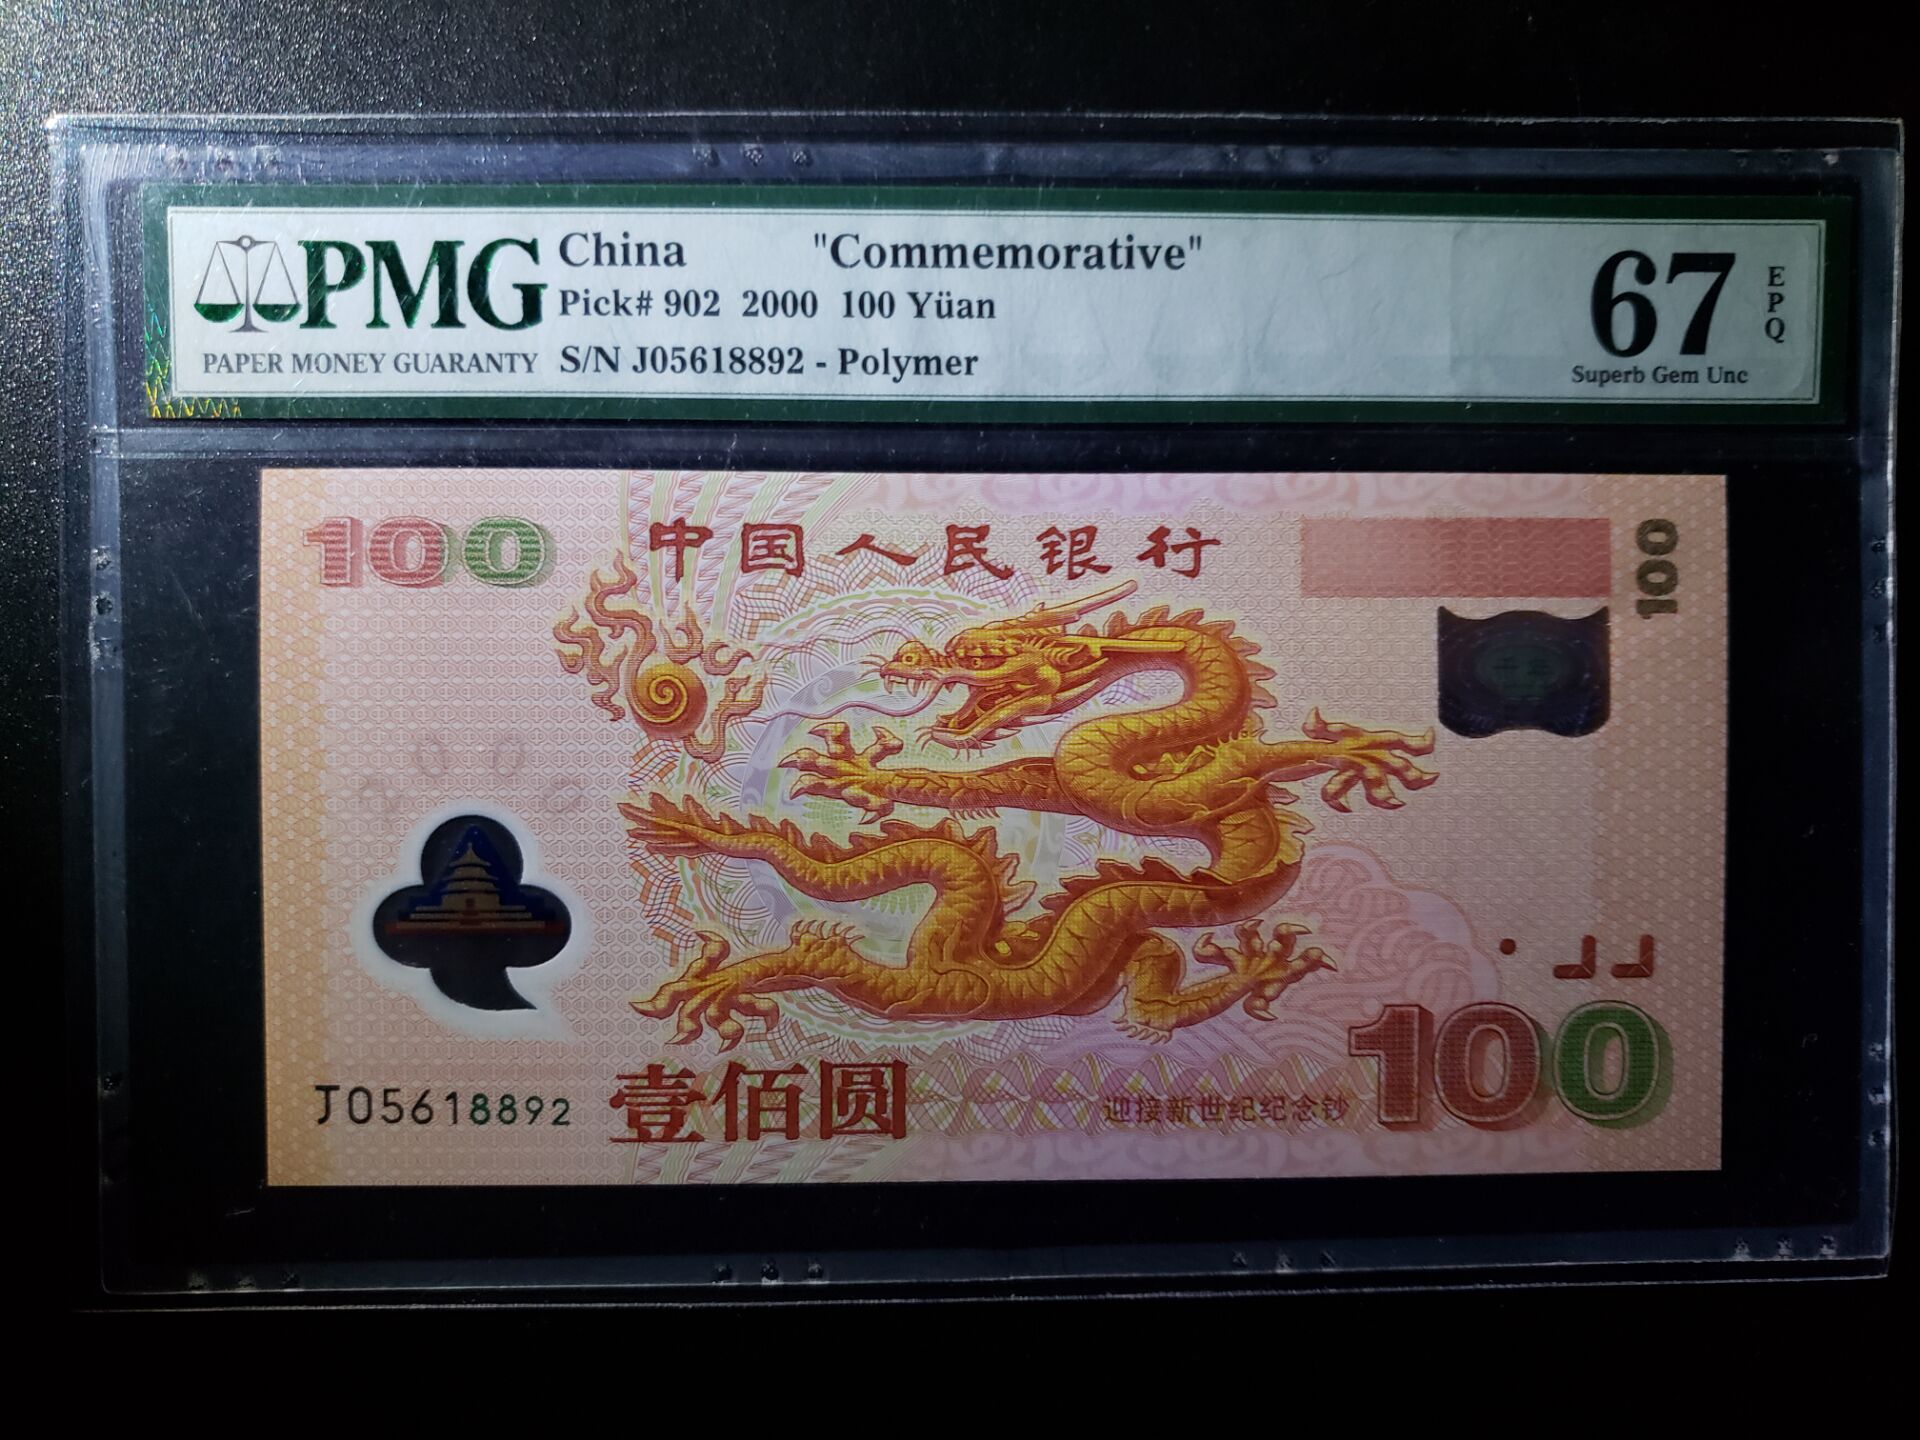 PMG
PAPER MONEY GUARANTY
China "Commemorative"
Pick# 902 2000 100 Yüan
S/N J05618892 - Polymer
67
EPQ
Superb Gem Unc
100
中国人民银行
100
2000
J05618892
壹佰圆
迎接新世纪纪念钞
100